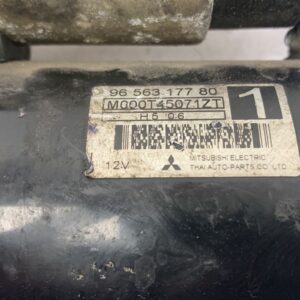 96 563 177 80
M000T45071ZT
1
H5 06
12V
MITSUBISHI ELECTRIC
THAI AUTO-PARTS CO.,LTD.